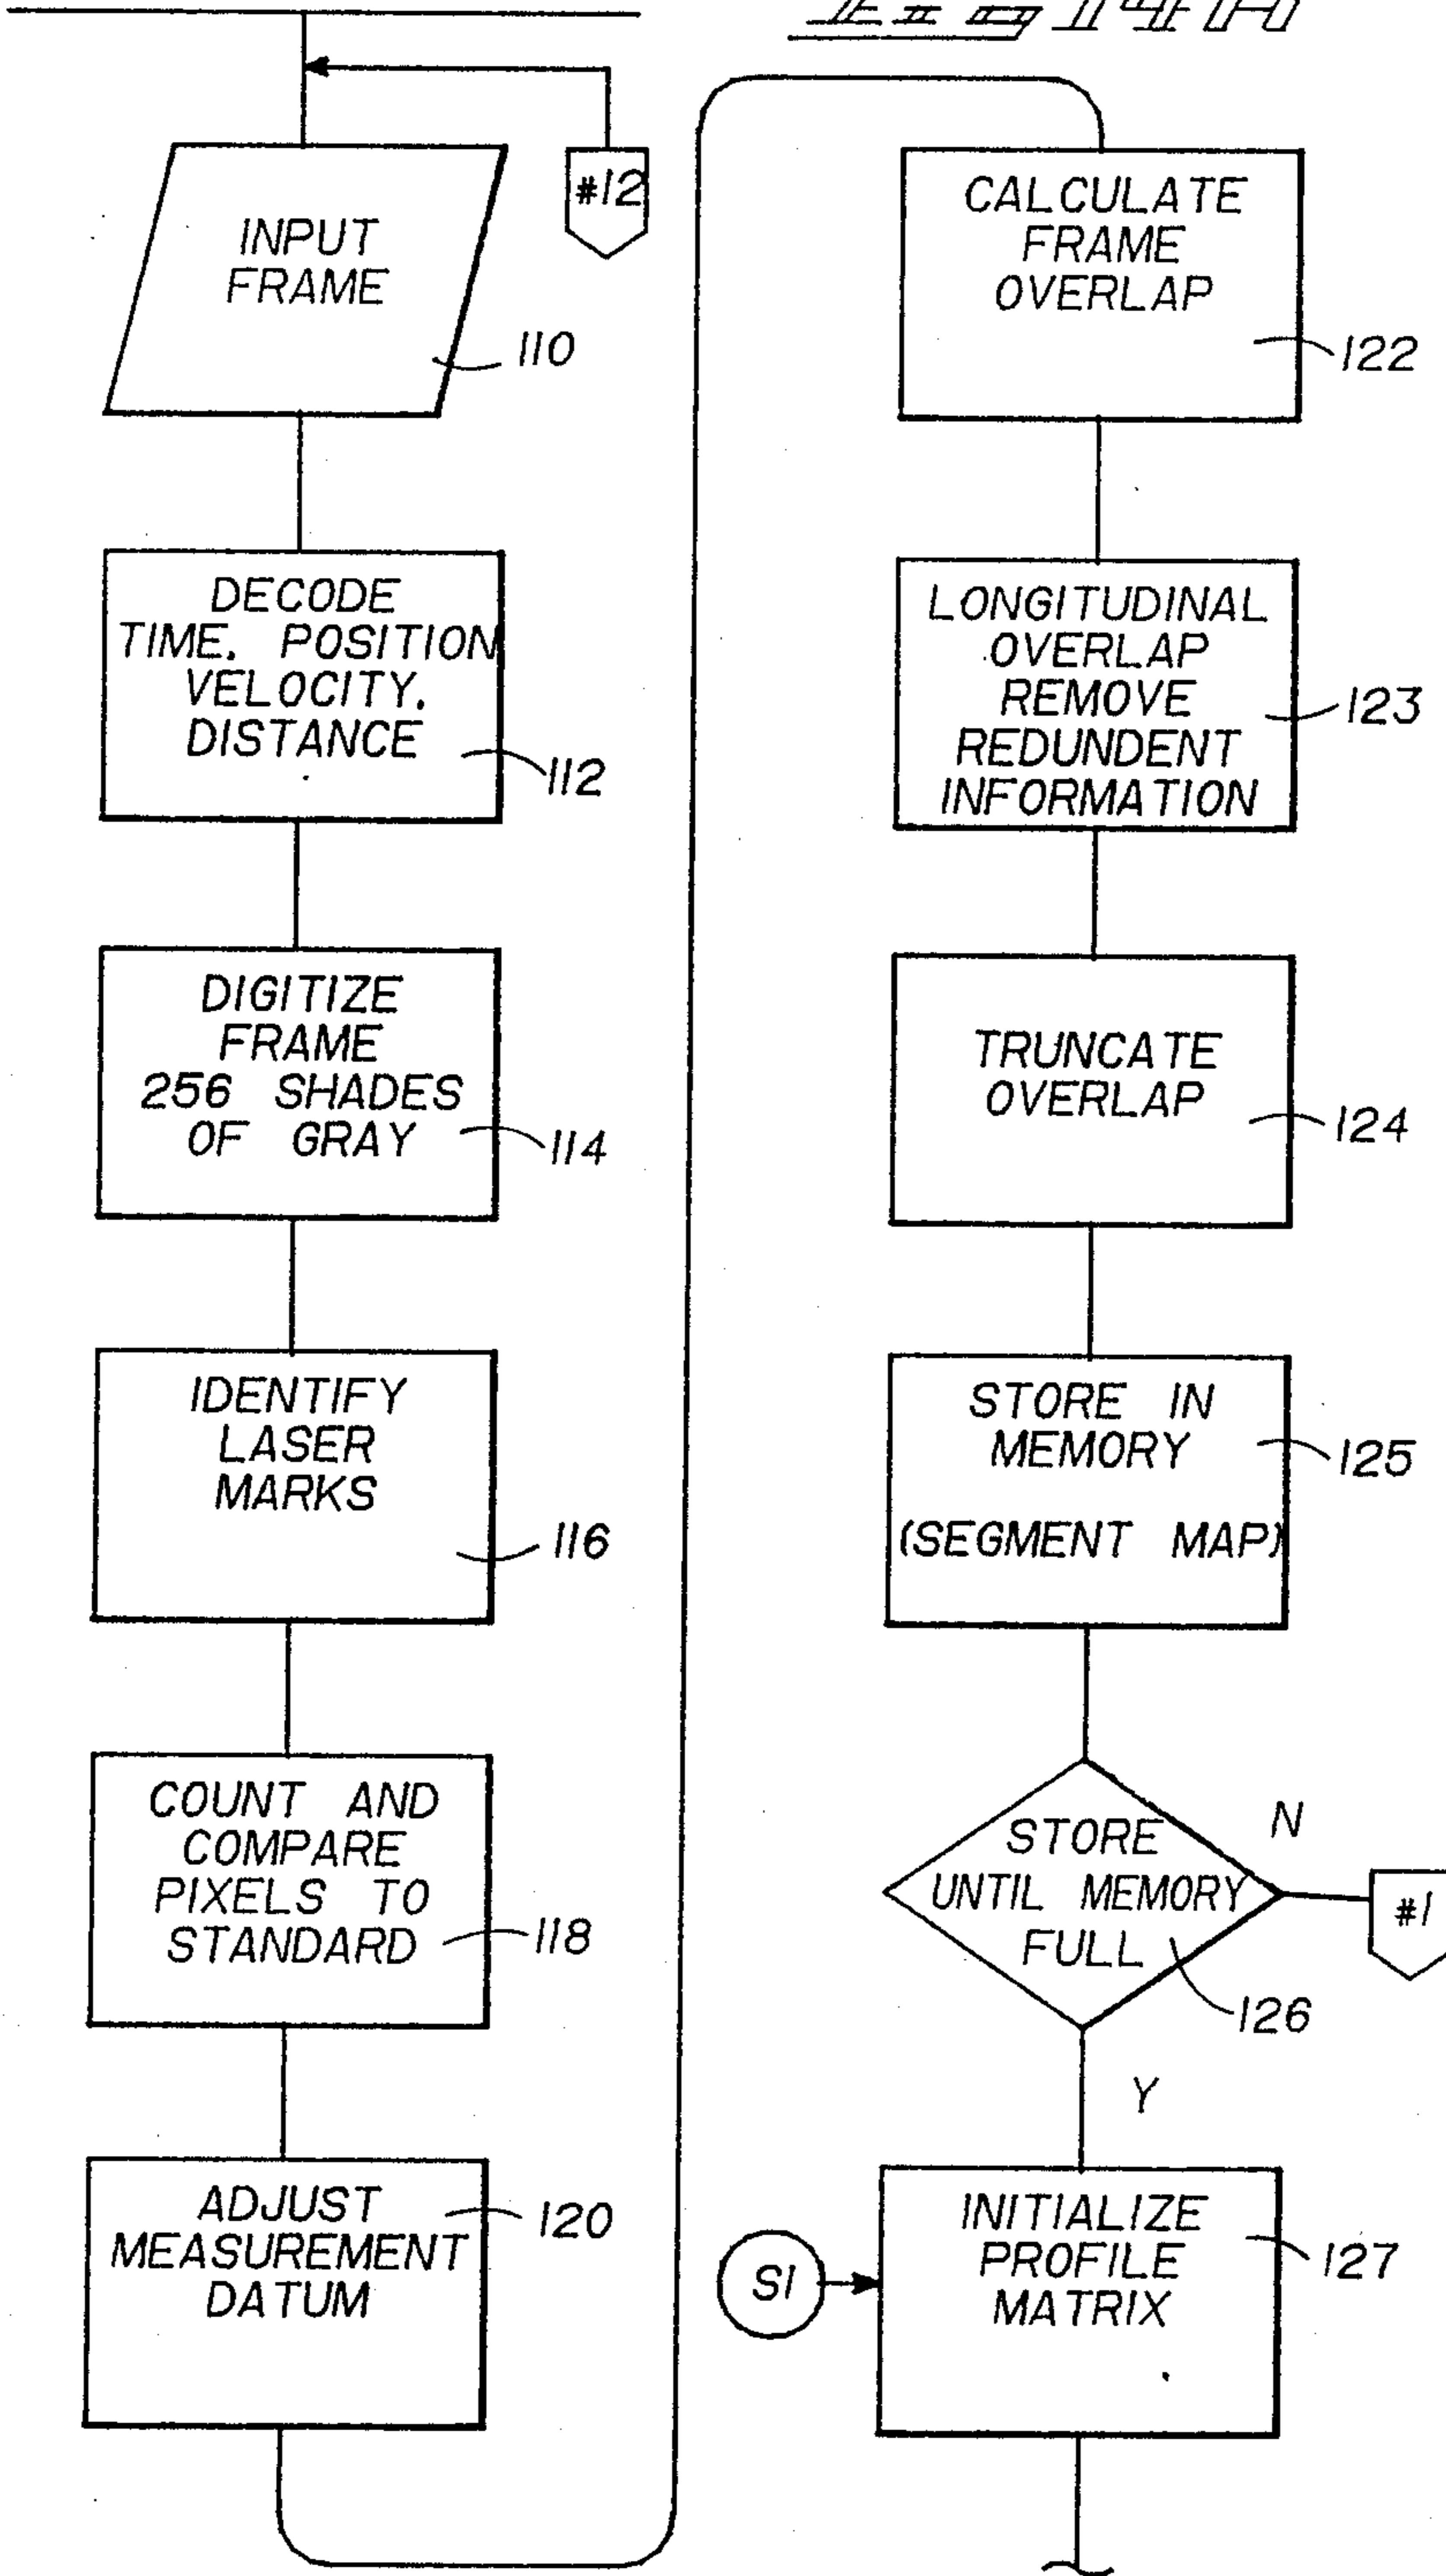 FIG 14A
#12
INPUT
FRAME
110
DECODE
TIME. POSITION
VELOCITY.
DISTANCE
112
DIGITIZE
FRAME
256 SHADES
OF GRAY
114
IDENTIFY
LASER
MARKS
116
COUNT AND
COMPARE
PIXELS TO
STANDARD
118
ADJUST
MEASUREMENT
DATUM
120
CALCULATE
FRAME
OVERLAP
122
LONGITUDINAL
OVERLAP
REMOVE
REDUNDENT
INFORMATION
123
TRUNCATE
OVERLAP
124
STORE IN
MEMORY
(SEGMENT MAP)
125
STORE
UNTIL MEMORY
FULL
126
N
#1
Y
INITIALIZE
PROFILE
MATRIX
127
S1